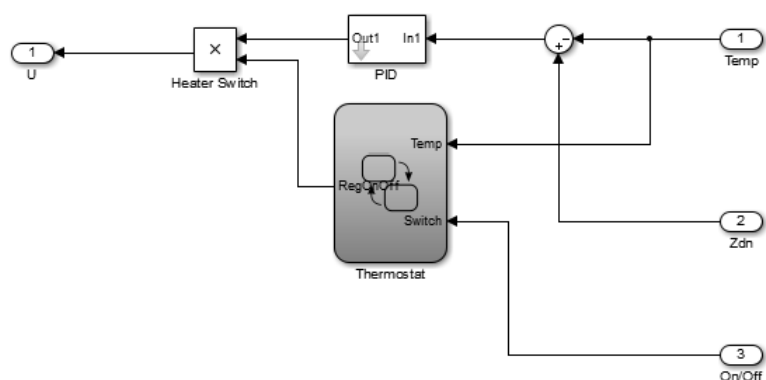 1
U
×
Heater Switch
Out1
In1
PID
−
+
1
Temp
Temp
RegOnOff
Switch
Thermostat
2
Zdn
3
On/Off